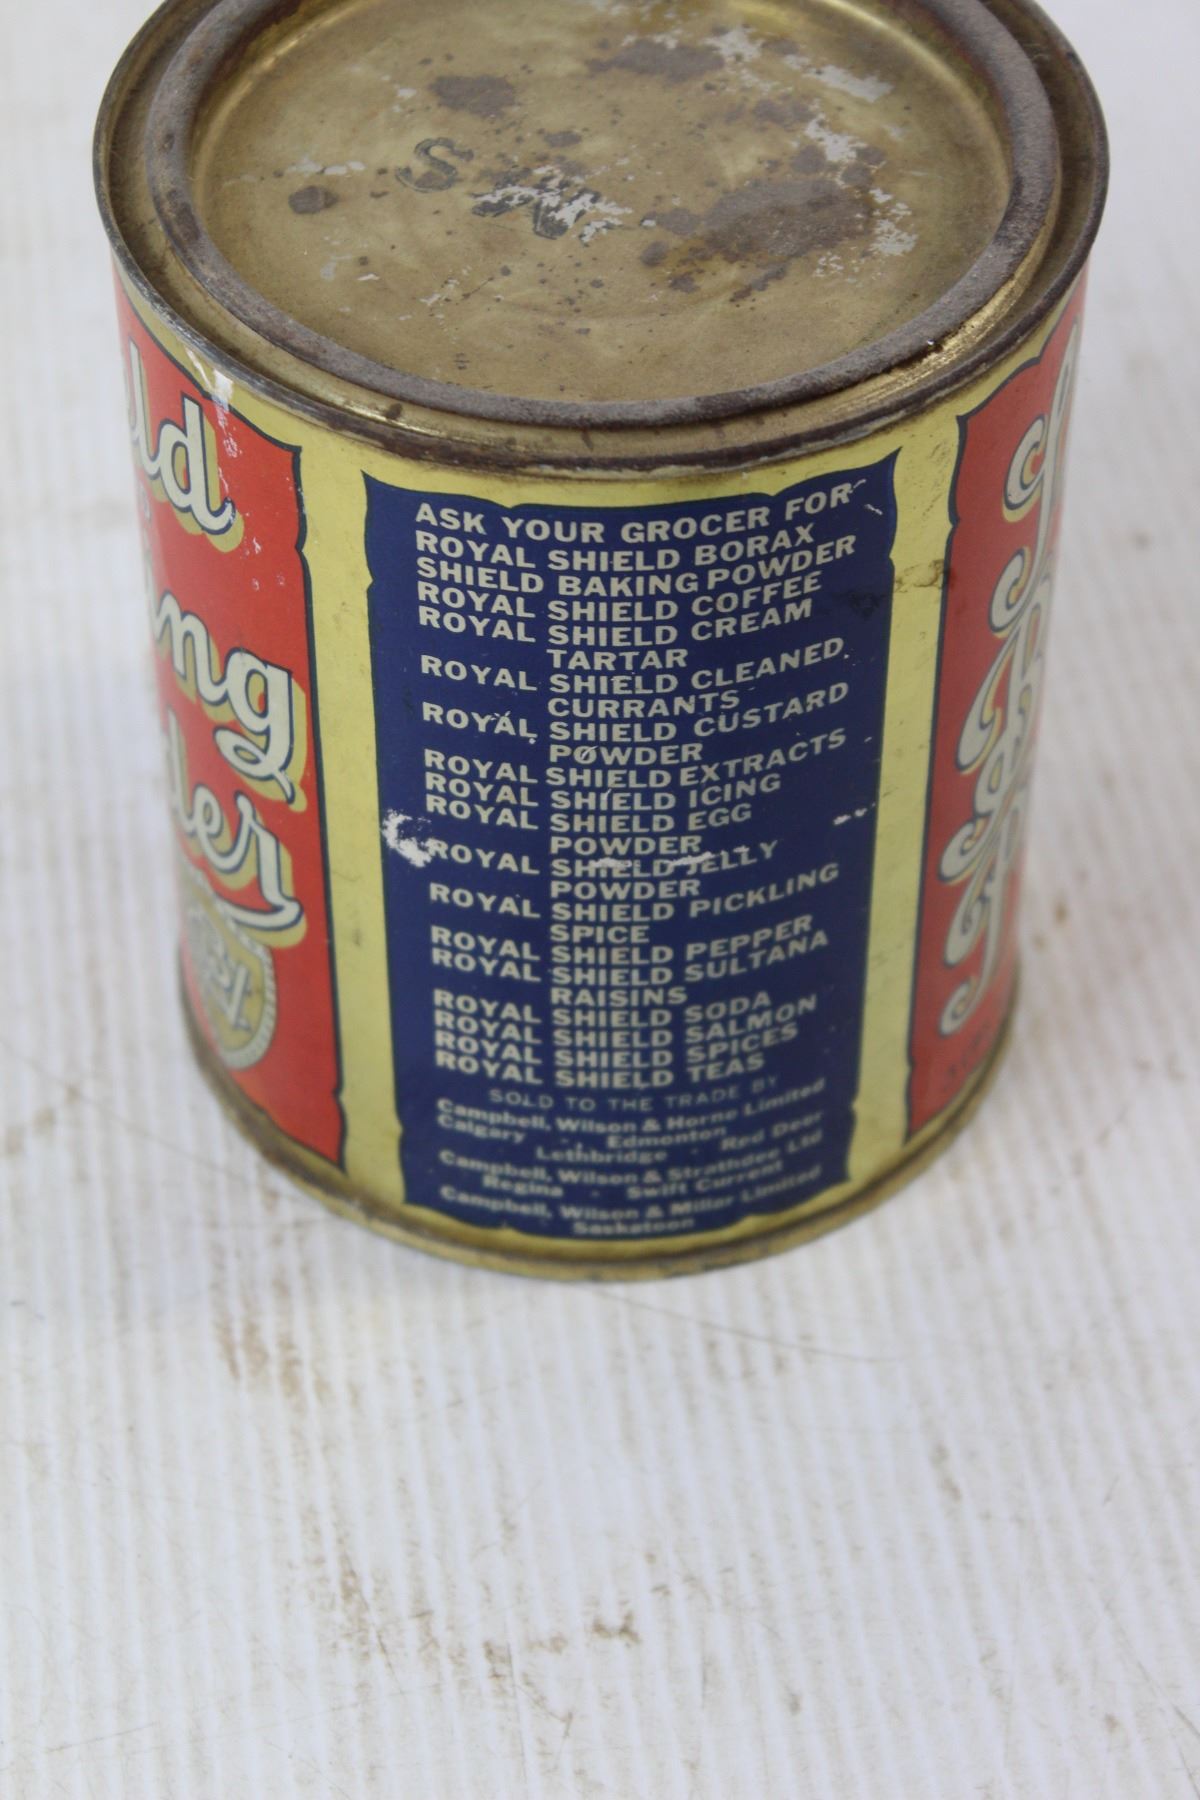 ASK YOUR GROCER FOR
ROYAL SHIELD BORAX
SHIELD BAKING POWDER
ROYAL SHIELD COFFEE
ROYAL SHIELD CREAM
TARTAR
ROYAL SHIELD CLEANED
CURRANTS
ROYAL SHIELD CUSTARD
POWDER
ROYAL SHIELD EXTRACTS
ROYAL SHIELD ICING
ROYAL SHIELD EGG
POWDER
ROYAL SHIELD JELLY
POWDER
ROYAL SHIELD PICKLING
SPICE
ROYAL SHIELD PEPPER
ROYAL SHIELD SULTANA
RAISINS
ROYAL SHIELD SODA
ROYAL SHIELD SALMON
ROYAL SHIELD SPICES
ROYAL SHIELD TEAS
SOLD TO THE TRADE BY
Campbell, Wilson & Horne Limited
Calgary - Edmonton - Red Deer
Lethbridge
Campbell, Wilson & Strathdee Ltd
Regina - Swift Current
Campbell, Wilson & Millar Limited
Saskatoon